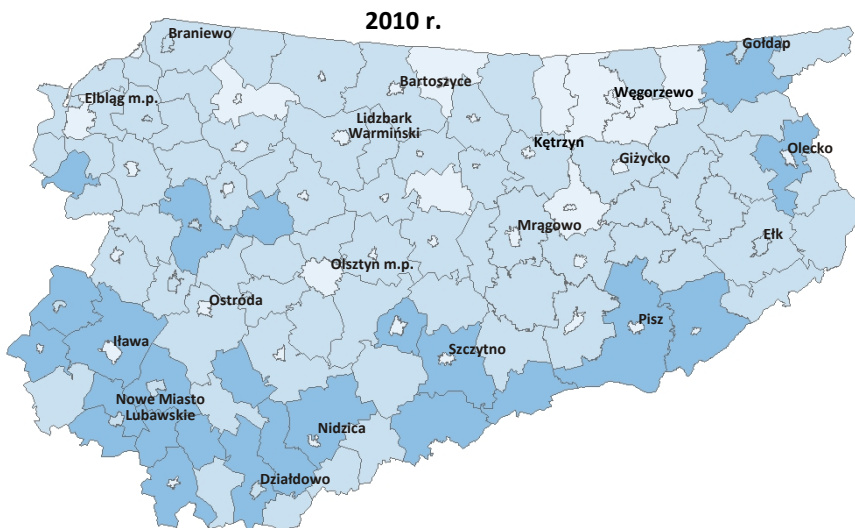 2010 r.
Braniewo
Gołdap
Bartoszyce
Elbląg m.p.
Węgorzewo
Lidzbark
Warmiński
Kętrzyn
Giżycko
Olecko
Mrągowo
Ełk
Olsztyn m.p.
Ostróda
Pisz
Iława
Szczytno
Nowe Miasto
Lubawskie
Nidzica
Działdowo